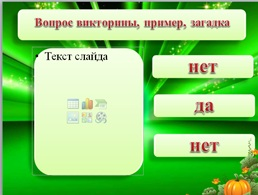 Вопрос викторины, пример, загадка
• Текст слайда
нет
да
нет